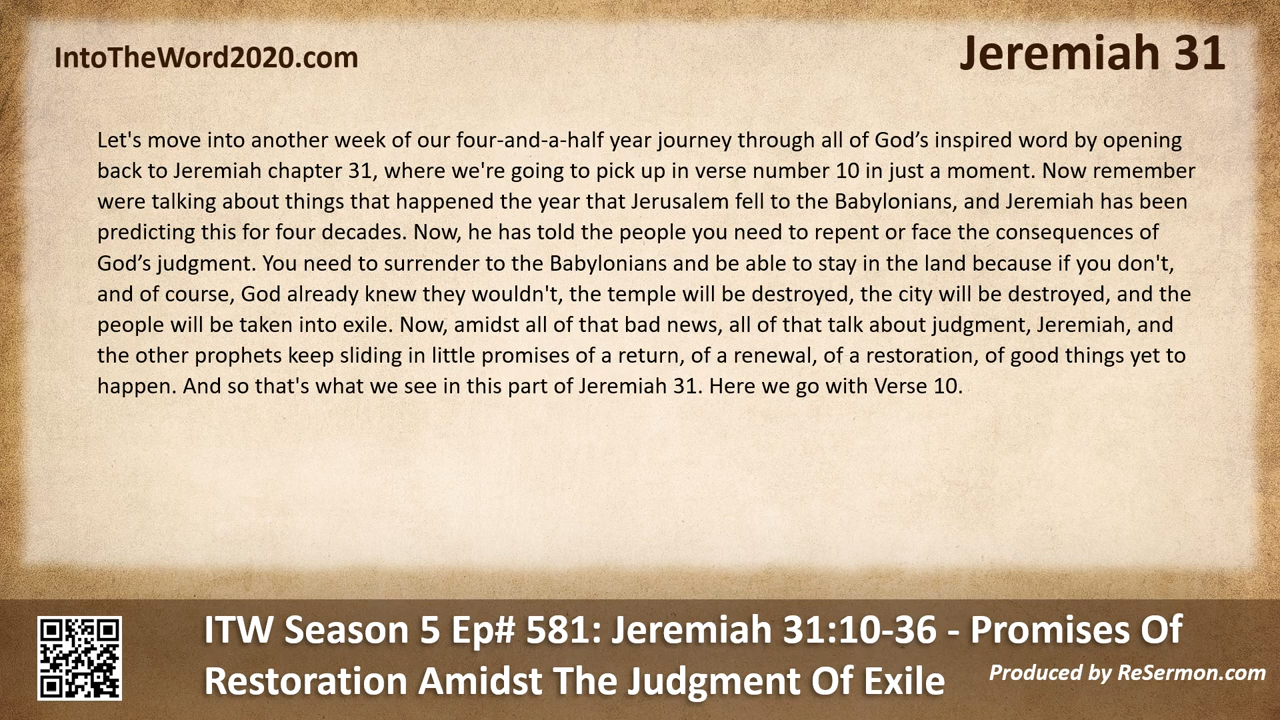 IntoTheWord2020.com
Jeremiah 31
Let's move into another week of our four-and-a-half year journey through all of God’s inspired word by opening
back to Jeremiah chapter 31, where we're going to pick up in verse number 10 in just a moment. Now remember
were talking about things that happened the year that Jerusalem fell to the Babylonians, and Jeremiah has been
predicting this for four decades. Now, he has told the people you need to repent or face the consequences of
God’s judgment. You need to surrender to the Babylonians and be able to stay in the land because if you don't,
and of course, God already knew they wouldn't, the temple will be destroyed, the city will be destroyed, and the
people will be taken into exile. Now, amidst all of that bad news, all of that talk about judgment, Jeremiah, and
the other prophets keep sliding in little promises of a return, of a renewal, of a restoration, of good things yet to
happen. And so that's what we see in this part of Jeremiah 31. Here we go with Verse 10.
ITW Season 5 Ep# 581: Jeremiah 31:10-36 - Promises Of
Restoration Amidst The Judgment Of Exile
Produced by ReSermon.com